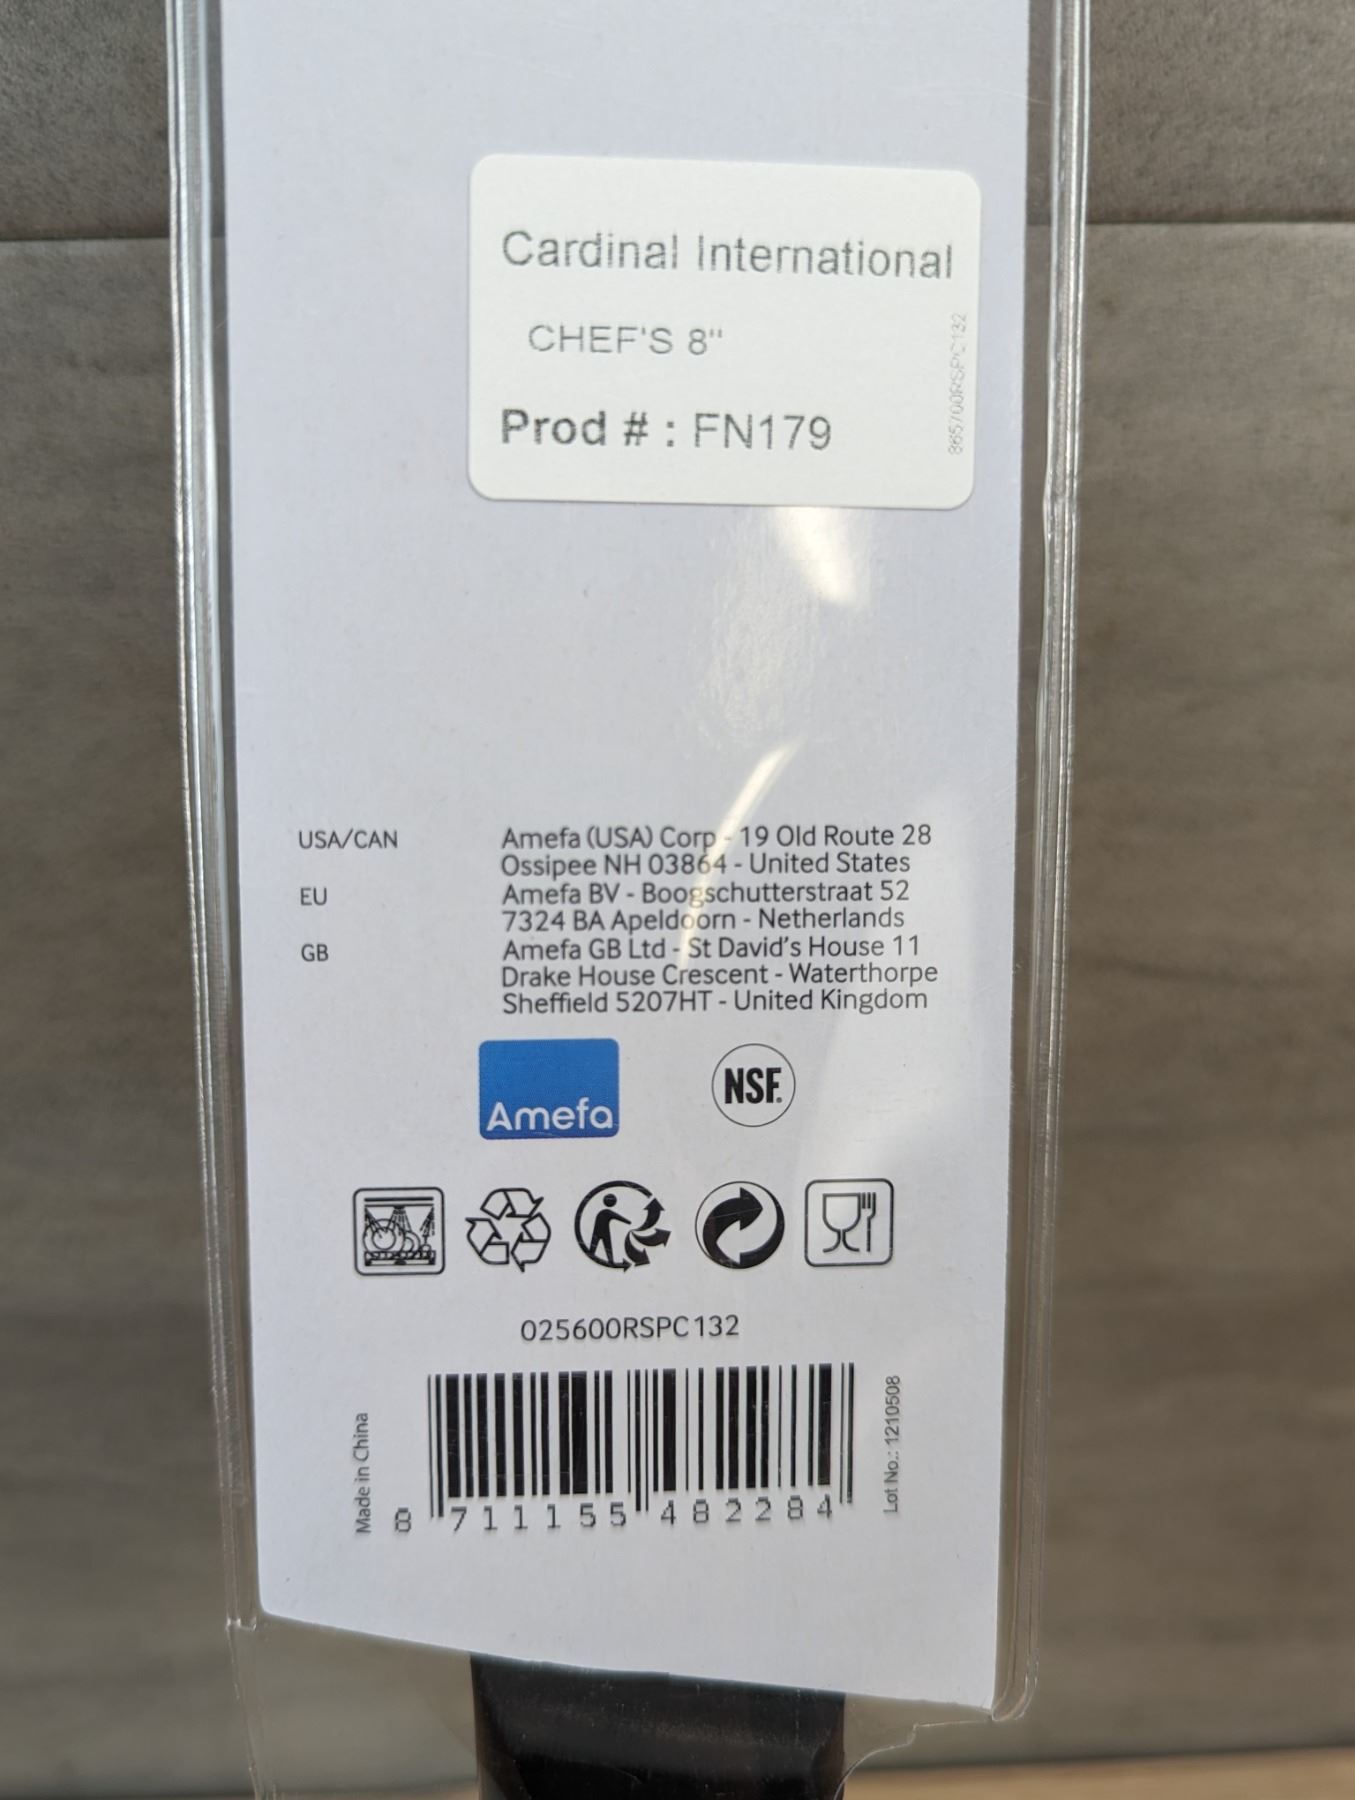 Cardinal International
CHEF'S 8"
Prod # : FN179
865700RSPC132
USA/CAN
Amefa (USA) Corp - 19 Old Route 28
Ossipee NH 03864 - United States
EU
Amefa BV - Boogschutterstraat 52
7324 BA Apeldoorn - Netherlands
GB
Amefa GB Ltd - St David's House 11
Drake House Crescent - Waterthorpe
Sheffield 5207HT - United Kingdom
Amefa
NSF.
025600RSPC132
Made in China
8 711155 482284
Lot No.: 1210508